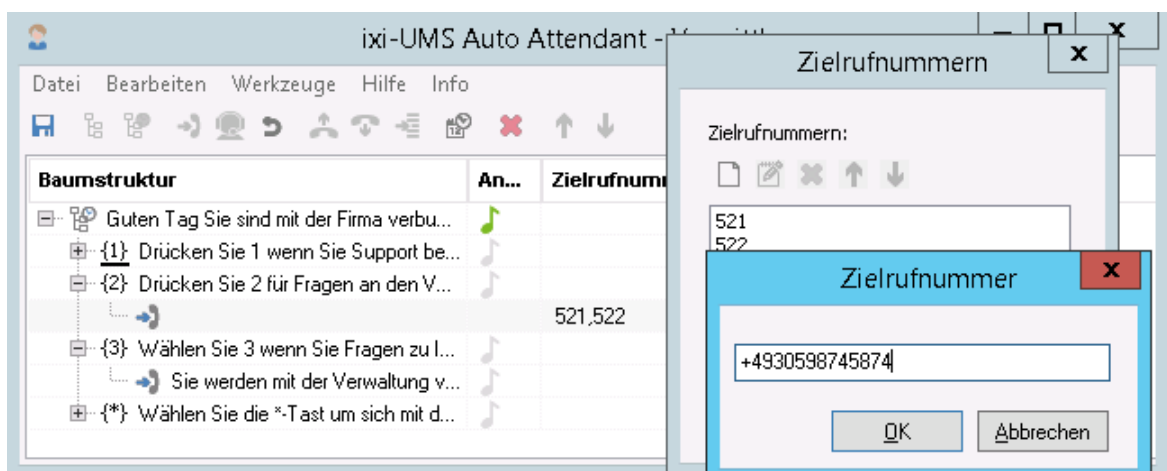 ixi-UMS Auto Attendant -
Datei Bearbeiten Werkzeuge Hilfe Info
Baumstruktur An... Zielrufnum
Guten Tag Sie sind mit der Firma verbu...
{1} Drücken Sie 1 wenn Sie Support be...
{2} Drücken Sie 2 für Fragen an den V...
521,522
{3} Wählen Sie 3 wenn Sie Fragen zu I...
Sie werden mit der Verwaltung v...
{*} Wählen Sie die *-Tast um sich mit d...
Zielrufnummern
x
Zielrufnummern:
521
522
Zielrufnummer
x
+4930598745874
OK Abbrechen